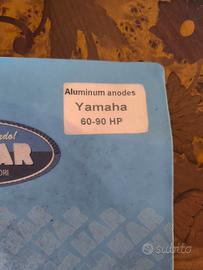 Aluminum anodes
Yamaha
60-90 HP
subito